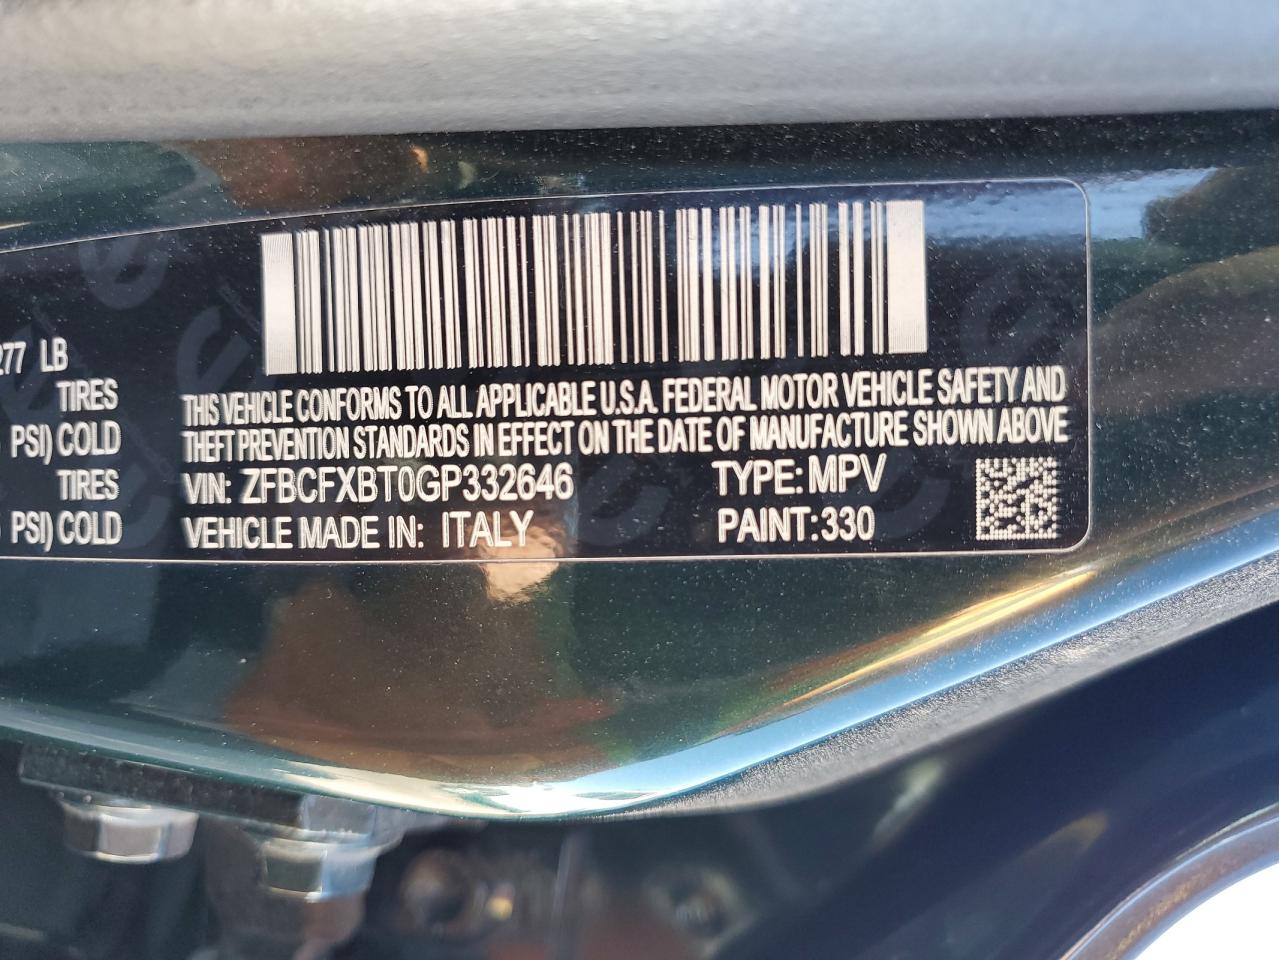 277 LB
TIRES
PSI) COLD
TIRES
PSI) COLD
THIS VEHICLE CONFORMS TO ALL APPLICABLE U.S.A. FEDERAL MOTOR VEHICLE SAFETY AND
THEFT PREVENTION STANDARDS IN EFFECT ON THE DATE OF MANUFACTURE SHOWN ABOVE
VIN: ZFBCFXBT0GP332646 TYPE: MPV
VEHICLE MADE IN: ITALY PAINT: 330